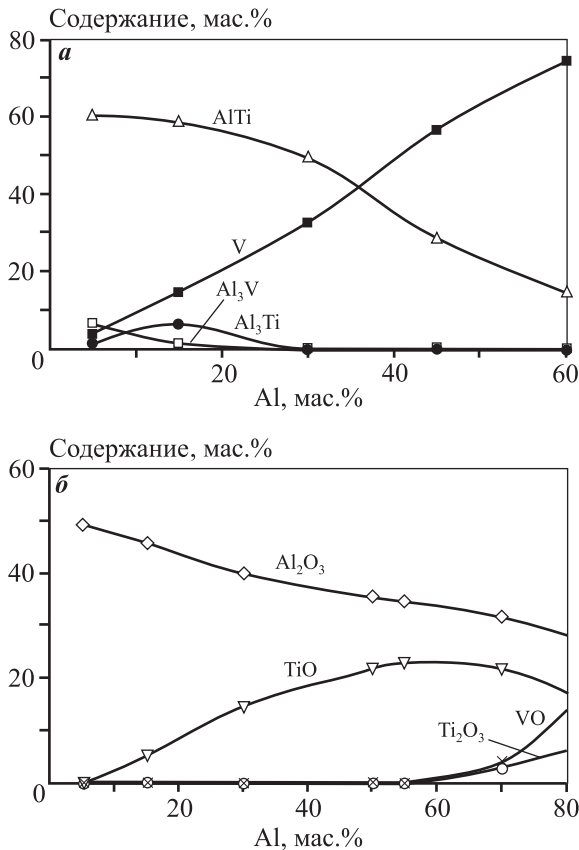 Содержание, мас.%
80
а
AlTi
60
40
V
20
Al₃V
Al₃Ti
0
20
40
60
Al, мас.%
Содержание, мас.%
60
б
Al₂O₃
40
TiO
20
VO
Ti₂O₃
0
20
40
60
80
Al, мас.%